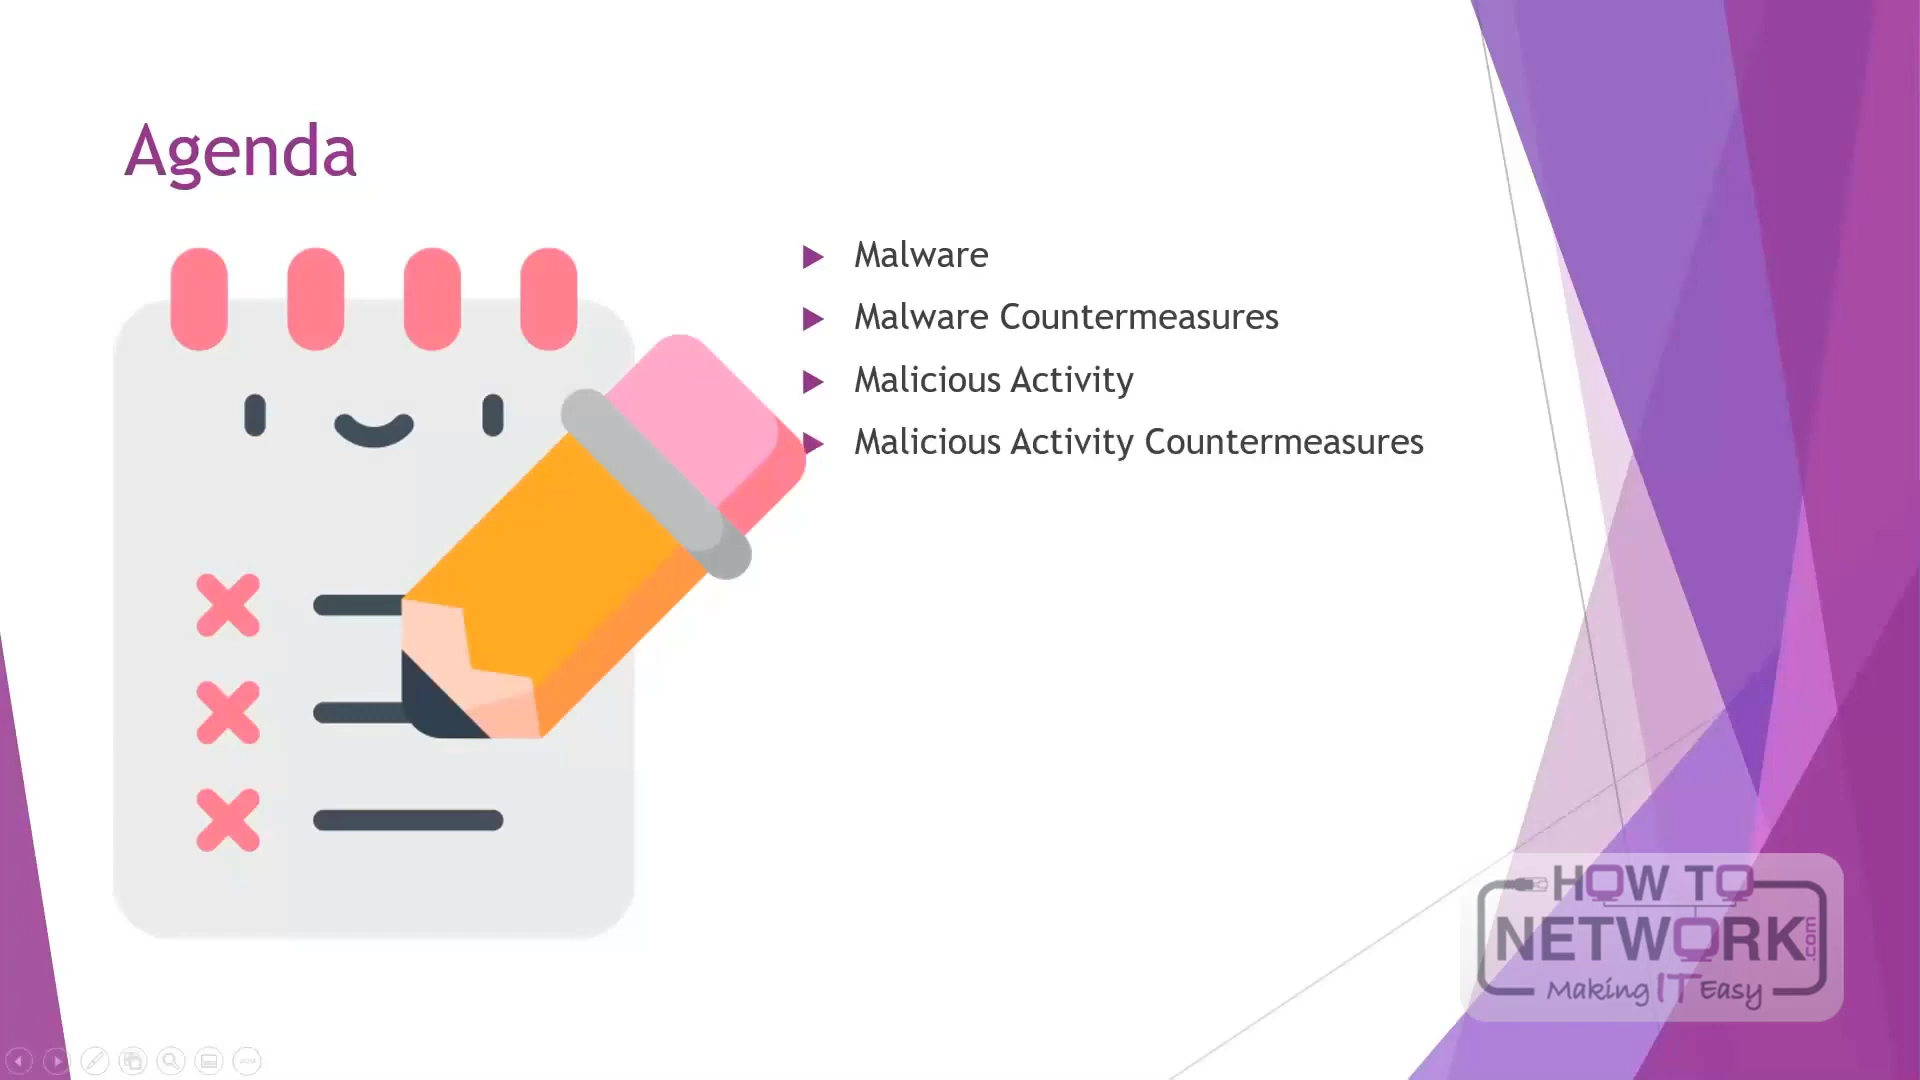 Agenda
Malware
Malware Countermeasures
Malicious Activity
Malicious Activity Countermeasures
HOW TO
NETWORK.com
Making IT Easy